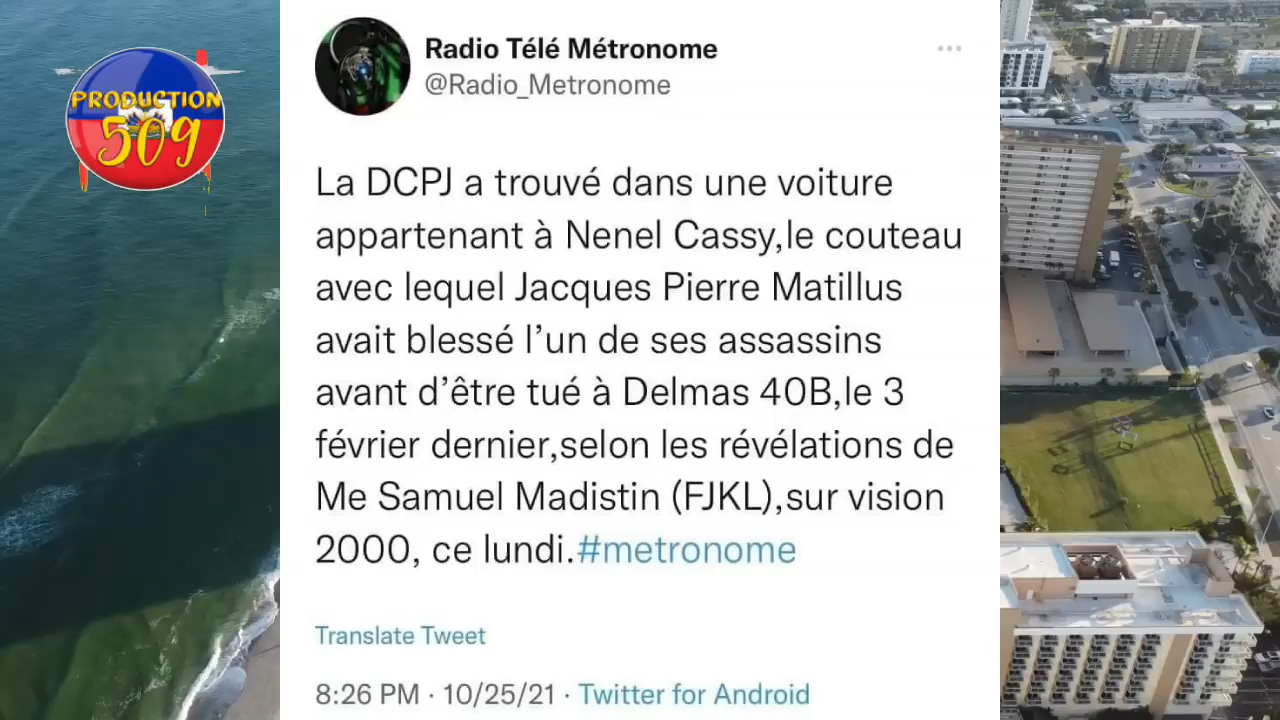 PRODUCTION
509
Radio Télé Métronome
@Radio_Metronome
La DCPJ a trouvé dans une voiture
appartenant à Nenel Cassy,le couteau
avec lequel Jacques Pierre Matillus
avait blessé l’un de ses assassins
avant d’être tué à Delmas 40B,le 3
février dernier,selon les révélations de
Me Samuel Madistin (FJKL),sur vision
2000, ce lundi.#metronome
Translate Tweet
8:26 PM · 10/25/21 · Twitter for Android